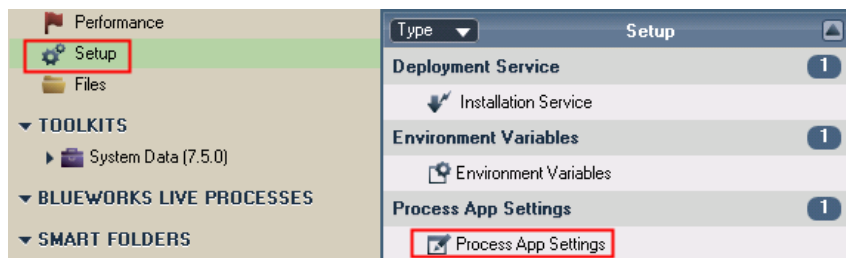 Performance
Setup
Files
TOOLKITS
System Data (7.5.0)
BLUEWORKS LIVE PROCESSES
SMART FOLDERS
Type Setup
Deployment Service 1
Installation Service
Environment Variables 1
Environment Variables
Process App Settings 1
Process App Settings